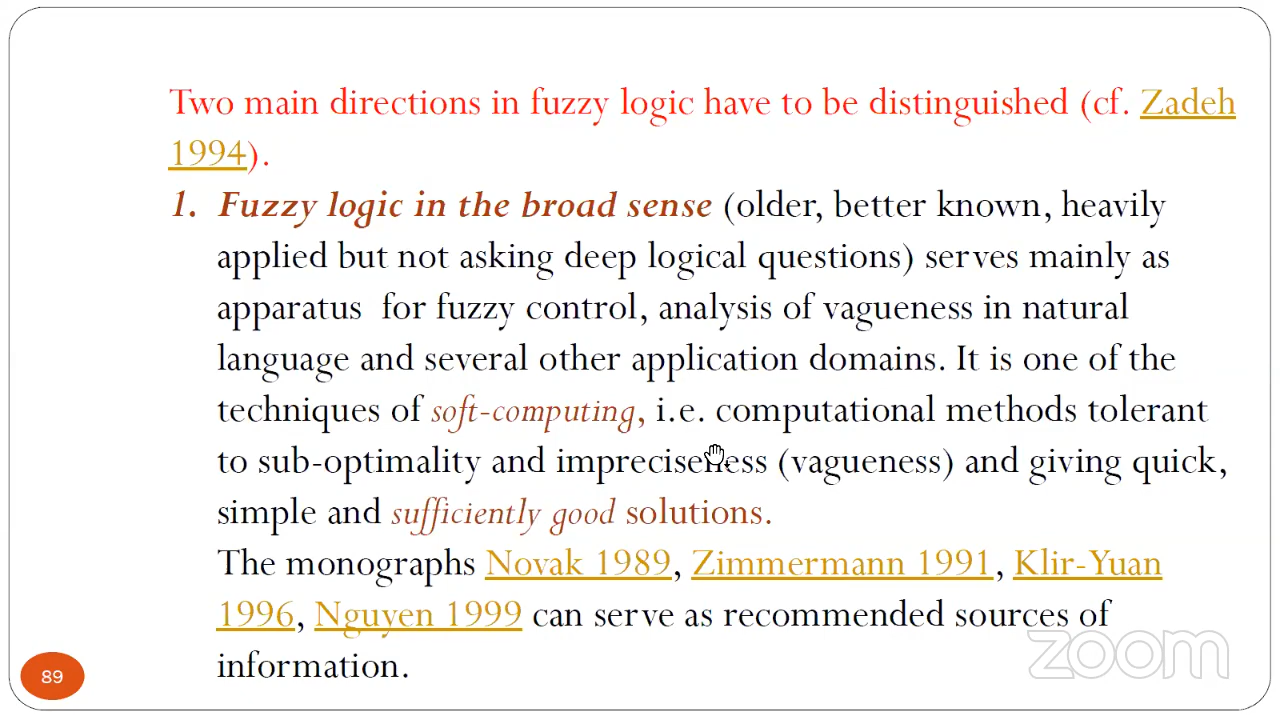 Two main directions in fuzzy logic have to be distinguished (cf. Zadeh
1994).
1. Fuzzy logic in the broad sense (older, better known, heavily
applied but not asking deep logical questions) serves mainly as
apparatus for fuzzy control, analysis of vagueness in natural
language and several other application domains. It is one of the
techniques of soft-computing, i.e. computational methods tolerant
to sub-optimality and impreciseness (vagueness) and giving quick,
simple and sufficiently good solutions.
The monographs Novak 1989, Zimmermann 1991, Klir-Yuan
1996, Nguyen 1999 can serve as recommended sources of
information.
zoom
89